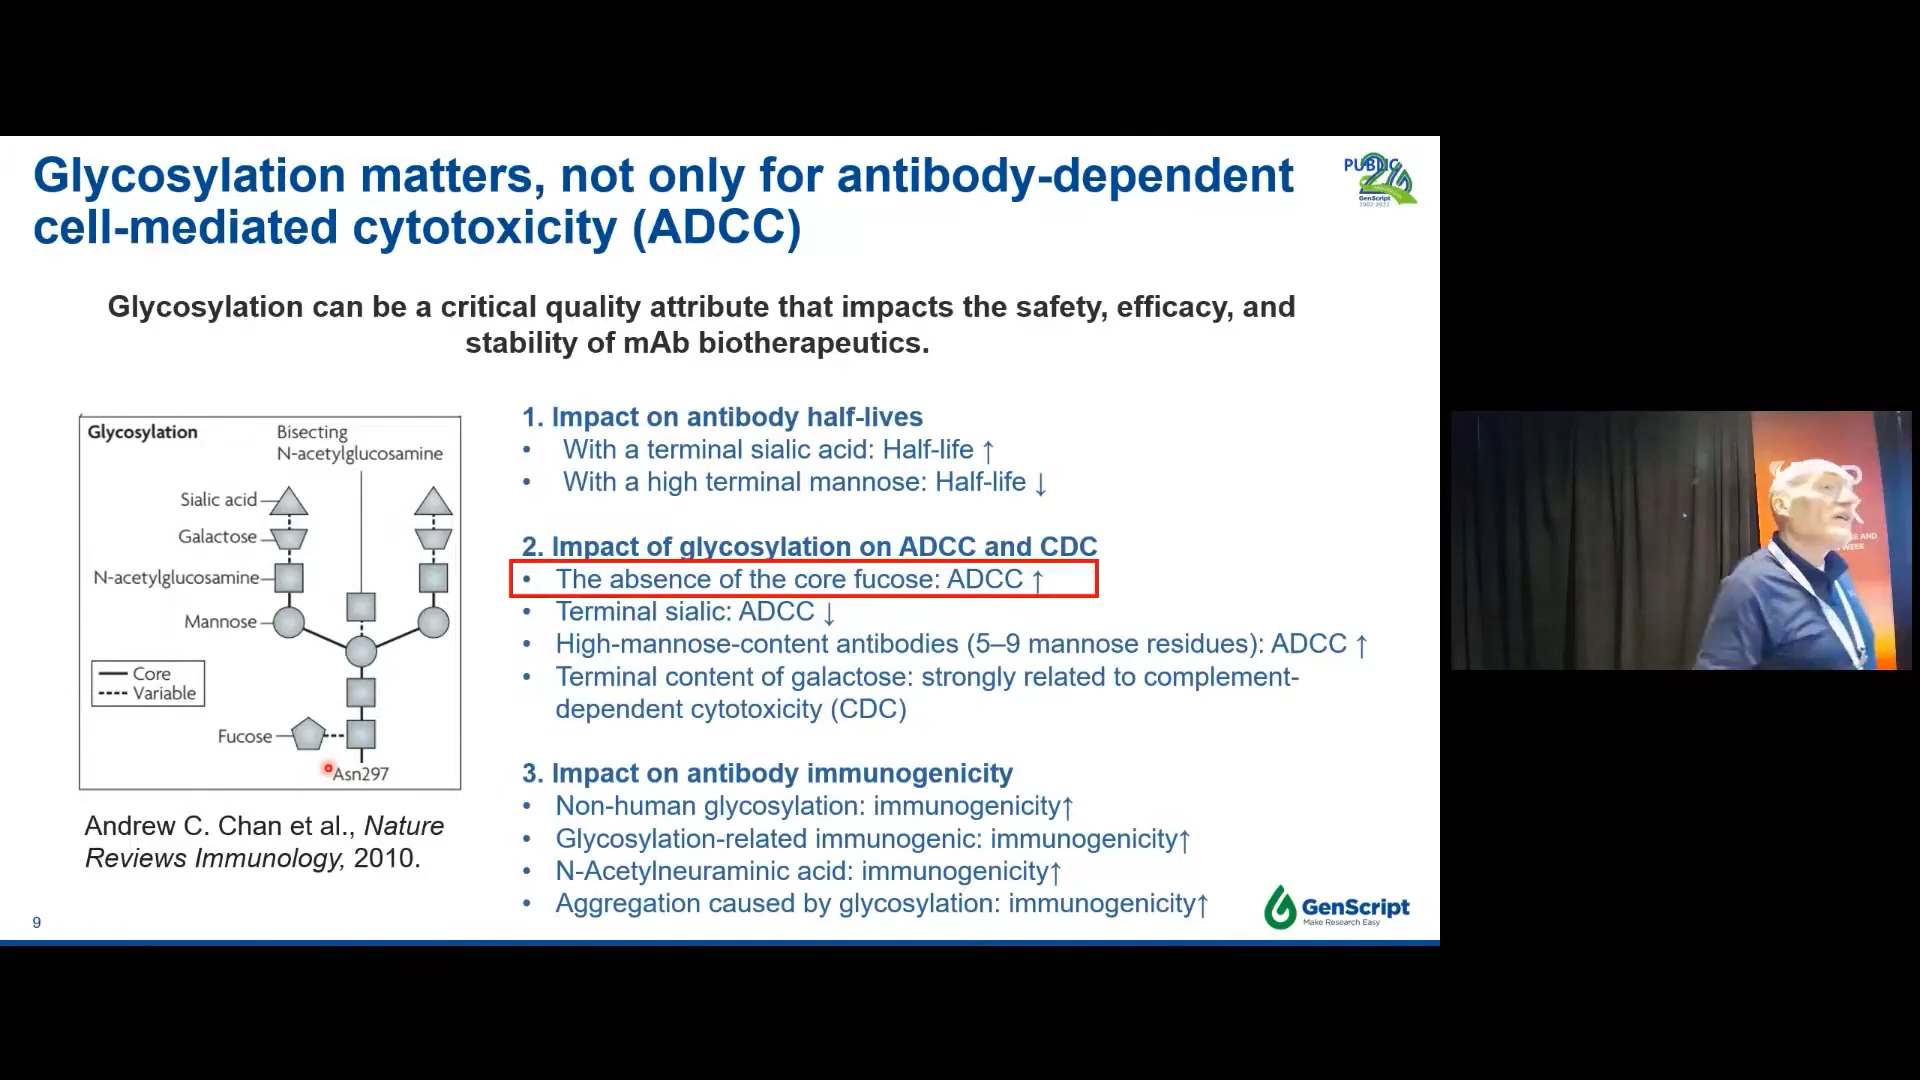 Glycosylation matters, not only for antibody-dependent
cell-mediated cytotoxicity (ADCC)
PUBLIC
GenScript
2002-2022
Glycosylation can be a critical quality attribute that impacts the safety, efficacy, and
stability of mAb biotherapeutics.
Glycosylation
Bisecting
N-acetylglucosamine
Sialic acid
Galactose
N-acetylglucosamine
Mannose
Core
Variable
Fucose
Asn297
Andrew C. Chan et al., Nature
Reviews Immunology, 2010.
1. Impact on antibody half-lives
• With a terminal sialic acid: Half-life ↑
• With a high terminal mannose: Half-life ↓
2. Impact of glycosylation on ADCC and CDC
• The absence of the core fucose: ADCC ↑
• Terminal sialic: ADCC ↓
• High-mannose-content antibodies (5–9 mannose residues): ADCC ↑
• Terminal content of galactose: strongly related to complement-
dependent cytotoxicity (CDC)
3. Impact on antibody immunogenicity
• Non-human glycosylation: immunogenicity↑
• Glycosylation-related immunogenic: immunogenicity↑
• N-Acetylneuraminic acid: immunogenicity↑
• Aggregation caused by glycosylation: immunogenicity↑
9
GenScript
Make Research Easy
AND
WEEK